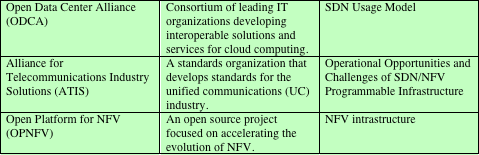 Open Data Center Alliance
(ODCA)
Consortium of leading IT
organizations developing
interoperable solutions and
services for cloud computing.
SDN Usage Model
Alliance for
Telecommunications Industry
Solutions (ATIS)
A standards organization that
develops standards for the
unified communications (UC)
industry.
Operational Opportunities and
Challenges of SDN/NFV
Programmable Infrastructure
Open Platform for NFV
(OPNFV)
An open source project
focused on accelerating the
evolution of NFV.
NFV intrastructure